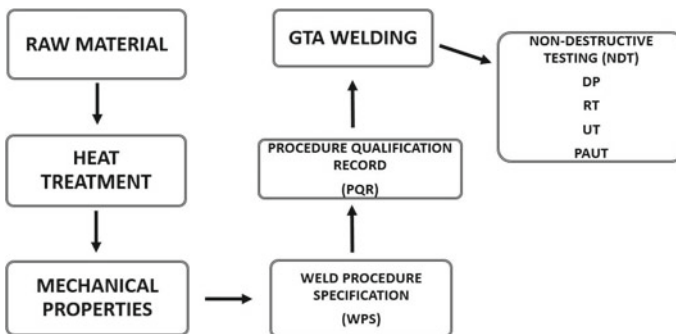 RAW MATERIAL
HEAT
TREATMENT
MECHANICAL
PROPERTIES
WELD PROCEDURE
SPECIFICATION
(WPS)
PROCEDURE QUALIFICATION
RECORD
(PQR)
GTA WELDING
NON-DESTRUCTIVE
TESTING (NDT)
DP
RT
UT
PAUT